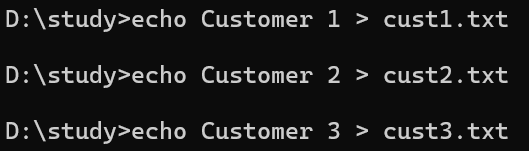 D:\study>echo Customer 1 > cust1.txt
D:\study>echo Customer 2 > cust2.txt
D:\study>echo Customer 3 > cust3.txt